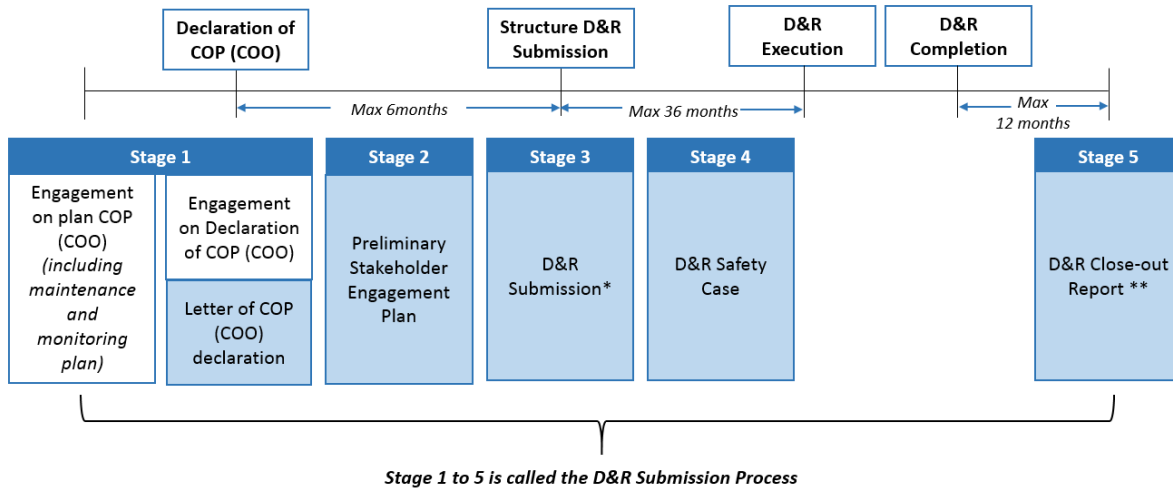 Declaration of
COP (COO)
Structure D&R
Submission
D&R
Execution
D&R
Completion
Max 6months
Max 36 months
Max
12 months
Stage 1
Stage 2
Stage 3
Stage 4
Stage 5
Engagement
on plan COP
(COO)
(including
maintenance
and
monitoring
plan)
Engagement
on Declaration
of COP (COO)
Letter of COP
(COO)
declaration
Preliminary
Stakeholder
Engagement
Plan
D&R
Submission*
D&R Safety
Case
D&R Close-out
Report **
Stage 1 to 5 is called the D&R Submission Process